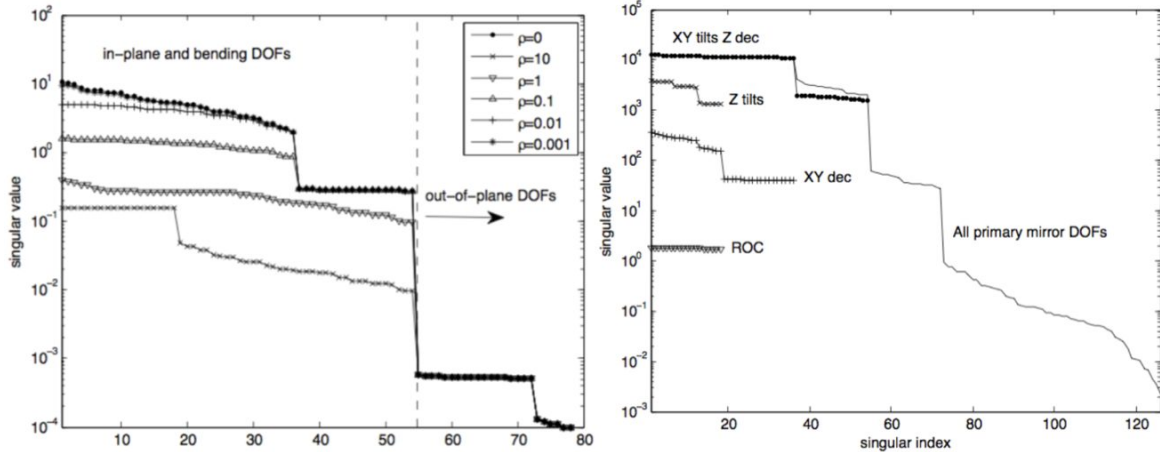 10²
10¹
10⁰
10⁻¹
10⁻²
10⁻³
10⁻⁴
singular value
10
20
30
40
50
60
70
80
in-plane and bending DOFs
out-of-plane DOFs
ρ=0
ρ=10
ρ=1
ρ=0.1
ρ=0.01
ρ=0.001
10⁵
10⁴
10³
10²
10¹
10⁰
10⁻¹
10⁻²
10⁻³
singular value
XY tilts Z dec
Z tilts
XY dec
ROC
All primary mirror DOFs
20
40
60
80
100
120
singular index